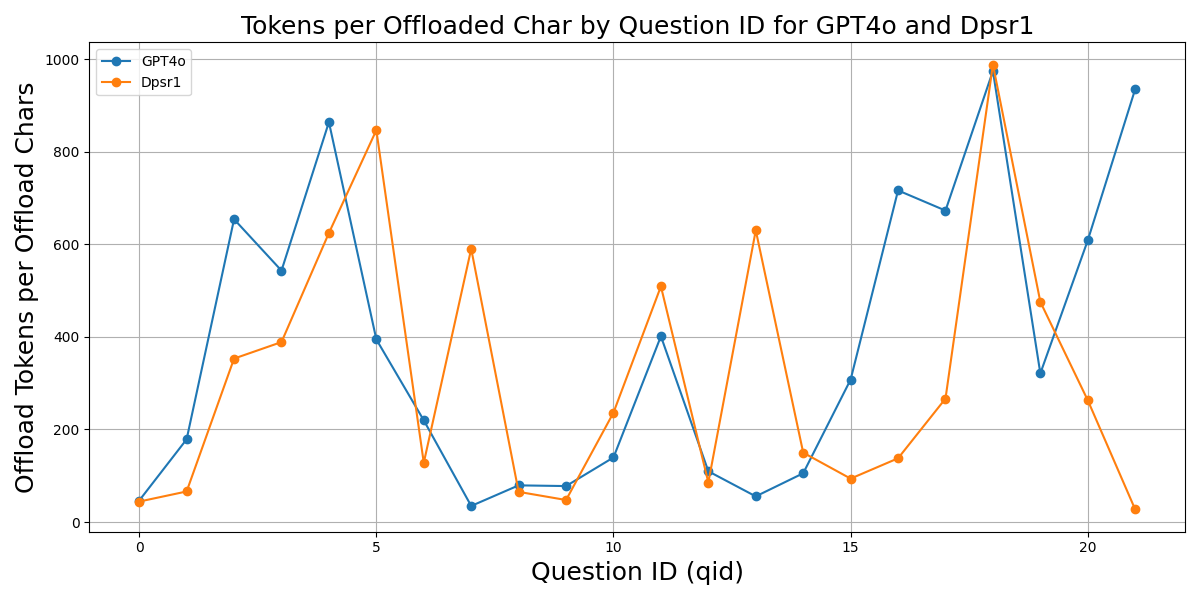 Tokens per Offloaded Char by Question ID for GPT4o and Dpsr1
GPT4o
Dpsr1
Offload Tokens per Offload Chars
1000
800
600
400
200
0
0 5 10 15 20
Question ID (qid)